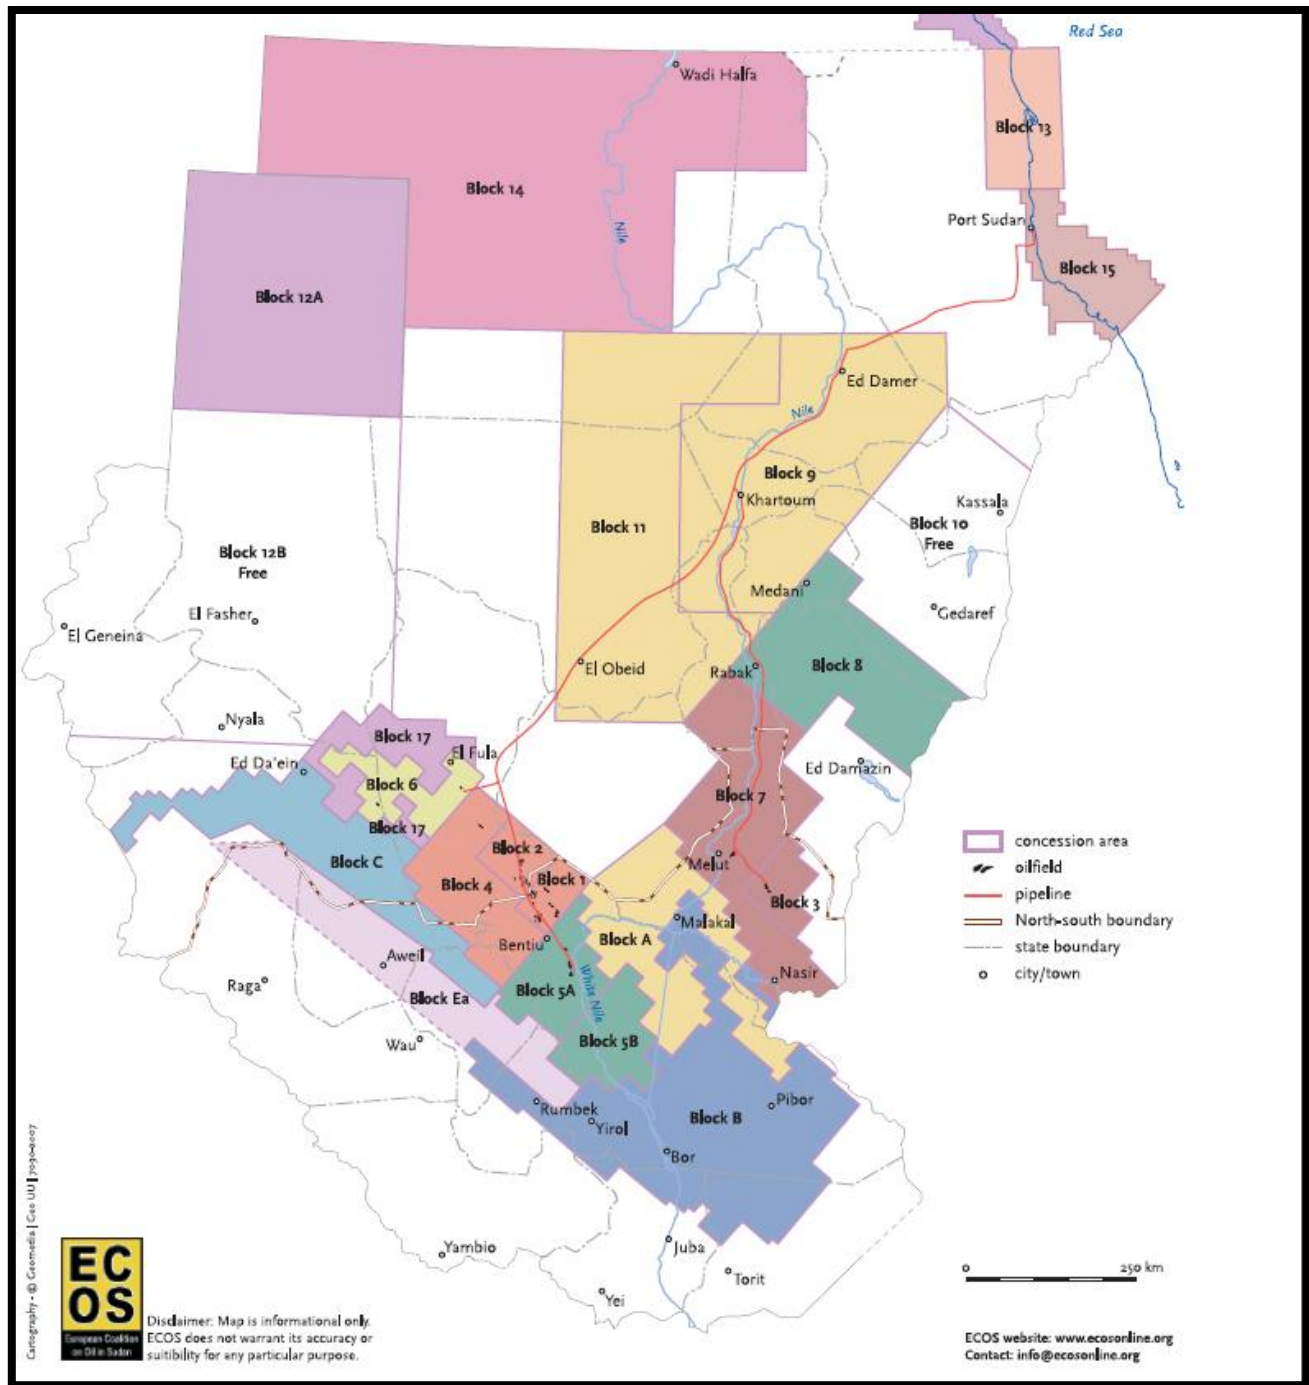 Red Sea
Wadi Halfa
Block 13
Block 14
Nile
Port Sudan
Block 15
Block 12A
Ed Damer
Nile
Block 9
Khartoum
Kassala
Block 11
Block 10
Free
Block 12B
Free
Medani
El Fasher
Gedaref
El Geneina
El Obeid
Rabak
Block 8
Nyala
Block 17
El Fula
Ed Da'ein
Ed Damazin
Block 6
Block 7
Block 17
Block 2
Block C
Melut
Block 4
Block 1
Block 3
Malakal
Bentiu
Block A
Aweil
Nasir
Raga
Block Ea
Block 5A
White Nile
Wau
Block 5B
Rumbek
Pibor
Yirol
Block B
Bor
Yambio
Juba
Torit
Yei
concession area
oilfield
pipeline
North-south boundary
state boundary
city/town
0 250 km
Cartography - © Geomedia | Geo UU | 7090-2007
EC
OS
European Coalition
on Oil in Sudan
Disclaimer: Map is informational only.
ECOS does not warrant its accuracy or
suitibility for any particular purpose.
ECOS website: www.ecosonline.org
Contact: info@ecosonline.org